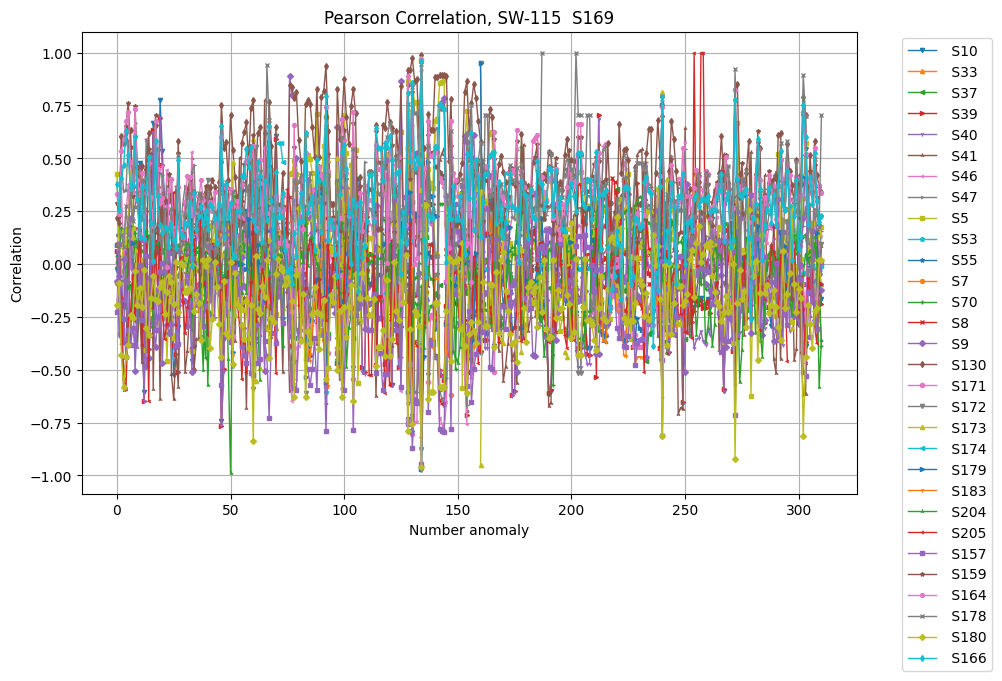 Pearson Correlation, SW-115  S169
1.00
0.75
0.50
0.25
0.00
−0.25
−0.50
−0.75
−1.00
Correlation
0 50 100 150 200 250 300
Number anomaly
S10
S33
S37
S39
S40
S41
S46
S47
S5
S53
S55
S7
S70
S8
S9
S130
S171
S172
S173
S174
S179
S183
S204
S205
S157
S159
S164
S178
S180
S166